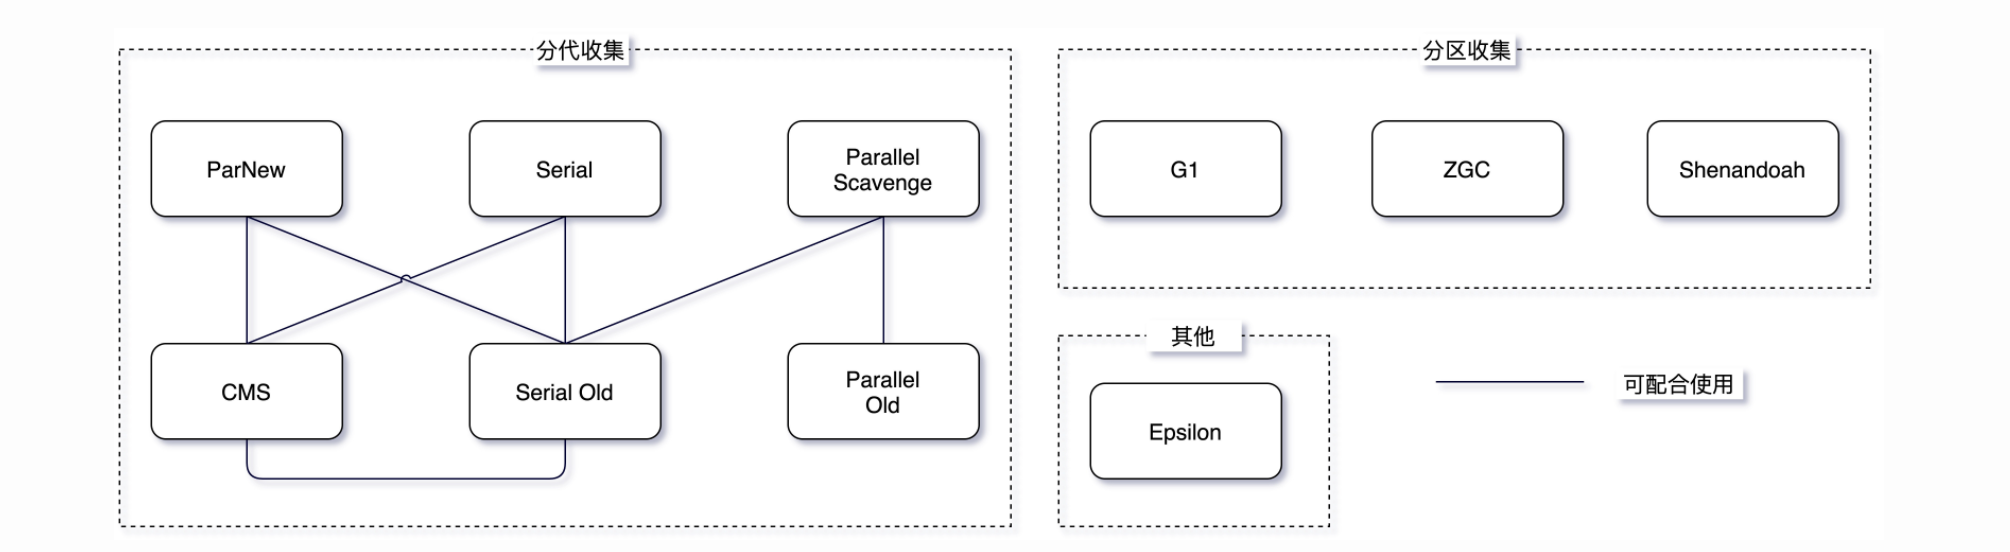 分代收集
ParNew
Serial
Parallel
Scavenge
CMS
Serial Old
Parallel
Old
分区收集
G1
ZGC
Shenandoah
其他
Epsilon
可配合使用